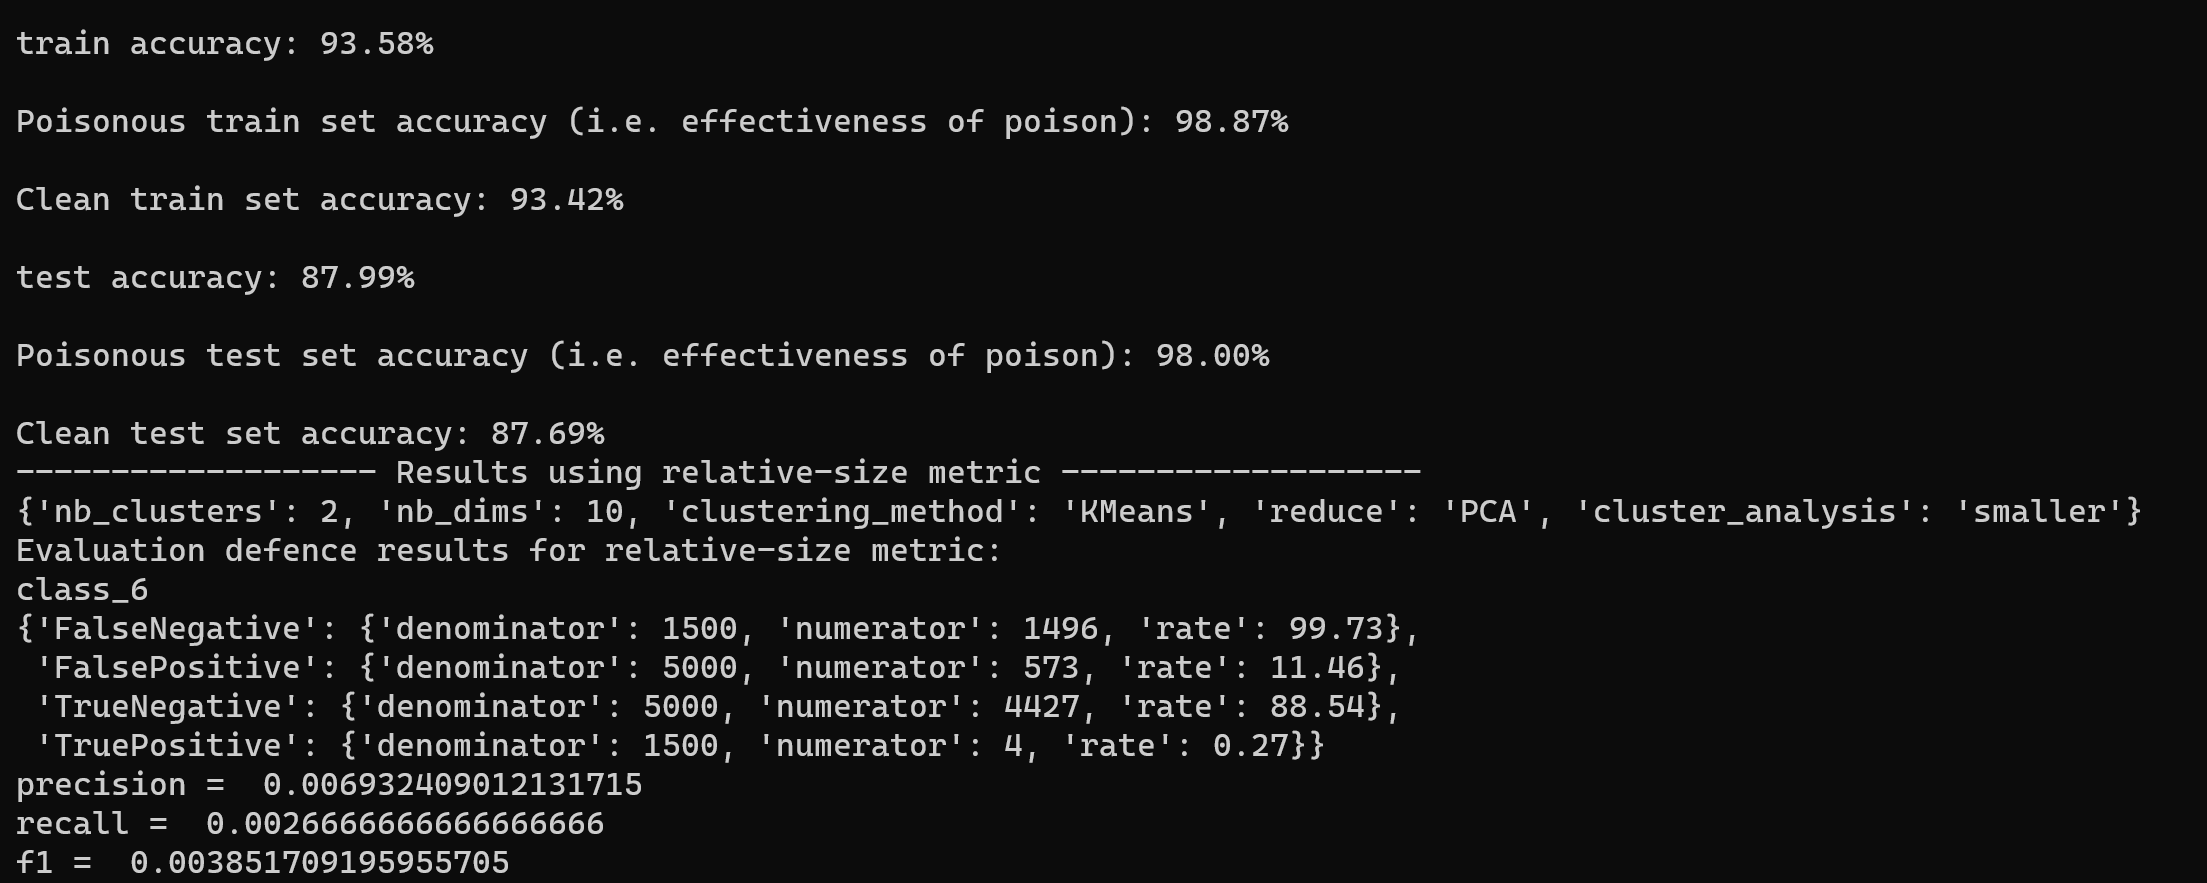 train accuracy: 93.58%
Poisonous train set accuracy (i.e. effectiveness of poison): 98.87%
Clean train set accuracy: 93.42%
test accuracy: 87.99%
Poisonous test set accuracy (i.e. effectiveness of poison): 98.00%
Clean test set accuracy: 87.69%
------------------- Results using relative-size metric -------------------
{'nb_clusters': 2, 'nb_dims': 10, 'clustering_method': 'KMeans', 'reduce': 'PCA', 'cluster_analysis': 'smaller'}
Evaluation defence results for relative-size metric:
class_6
{'FalseNegative': {'denominator': 1500, 'numerator': 1496, 'rate': 99.73},
 'FalsePositive': {'denominator': 5000, 'numerator': 573, 'rate': 11.46},
 'TrueNegative': {'denominator': 5000, 'numerator': 4427, 'rate': 88.54},
 'TruePositive': {'denominator': 1500, 'numerator': 4, 'rate': 0.27}}
precision =  0.006932409012131715
recall =  0.0026666666666666666
f1 =  0.003851709195955705